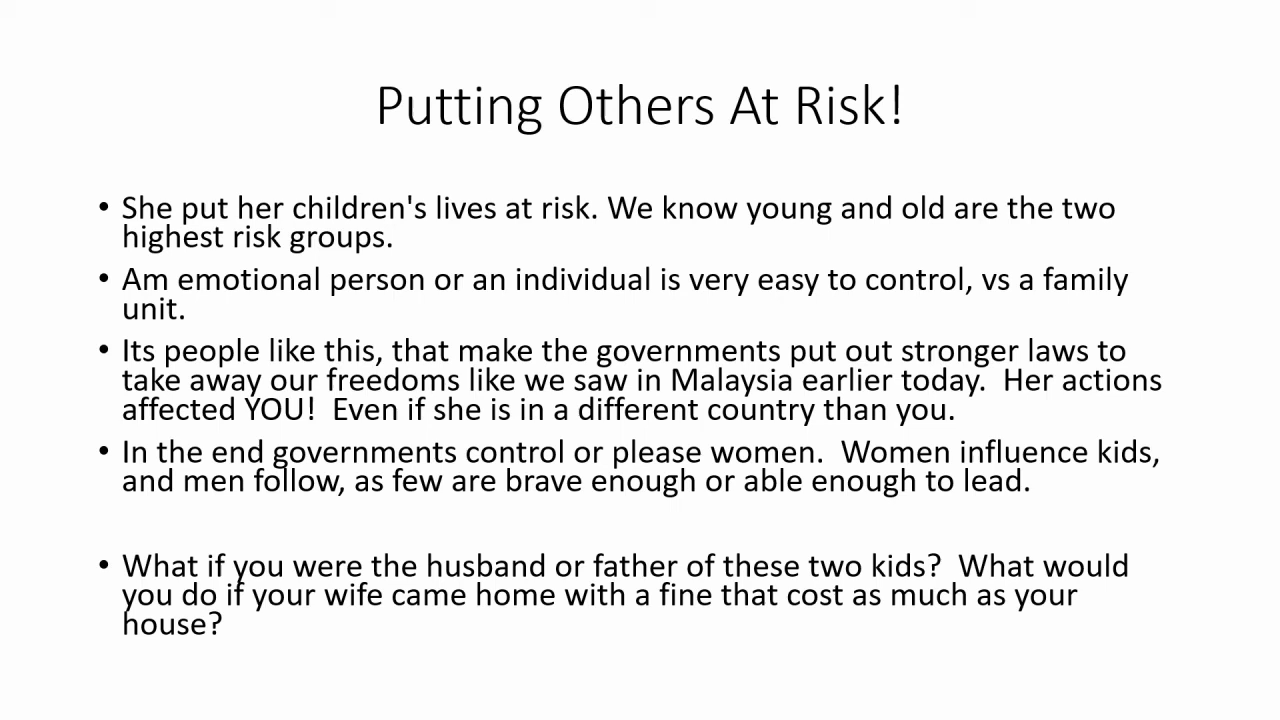 Putting Others At Risk!
• She put her children's lives at risk. We know young and old are the two
highest risk groups.
• Am emotional person or an individual is very easy to control, vs a family
unit.
• Its people like this, that make the governments put out stronger laws to
take away our freedoms like we saw in Malaysia earlier today.  Her actions
affected YOU!  Even if she is in a different country than you.
• In the end governments control or please women.  Women influence kids,
and men follow, as few are brave enough or able enough to lead.
• What if you were the husband or father of these two kids?  What would
you do if your wife came home with a fine that cost as much as your
house?